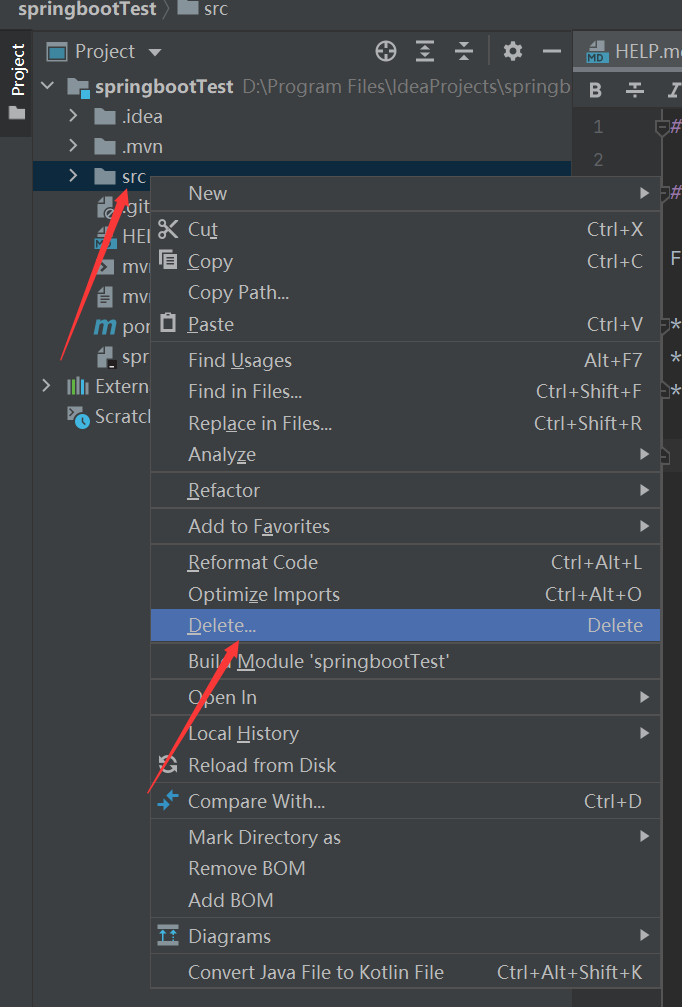 springbootTest src
Project
Project
HELP.m
springbootTest D:\Program Files\IdeaProjects\springb
B I
.idea
1 #
.mvn
2
src
New #
.git
Cut Ctrl+X
HEL
Copy Ctrl+C F
mv
Copy Path...
mv
Paste Ctrl+V *
por
Find Usages Alt+F7 *
spr
Find in Files... Ctrl+Shift+F *
Externa
Replace in Files... Ctrl+Shift+R
Scratch
Analyze
Refactor
Add to Favorites
Reformat Code Ctrl+Alt+L
Optimize Imports Ctrl+Alt+O
Delete... Delete
Build Module 'springbootTest'
Open In
Local History
Reload from Disk
Compare With... Ctrl+D
Mark Directory as
Remove BOM
Add BOM
Diagrams
Convert Java File to Kotlin File Ctrl+Alt+Shift+K